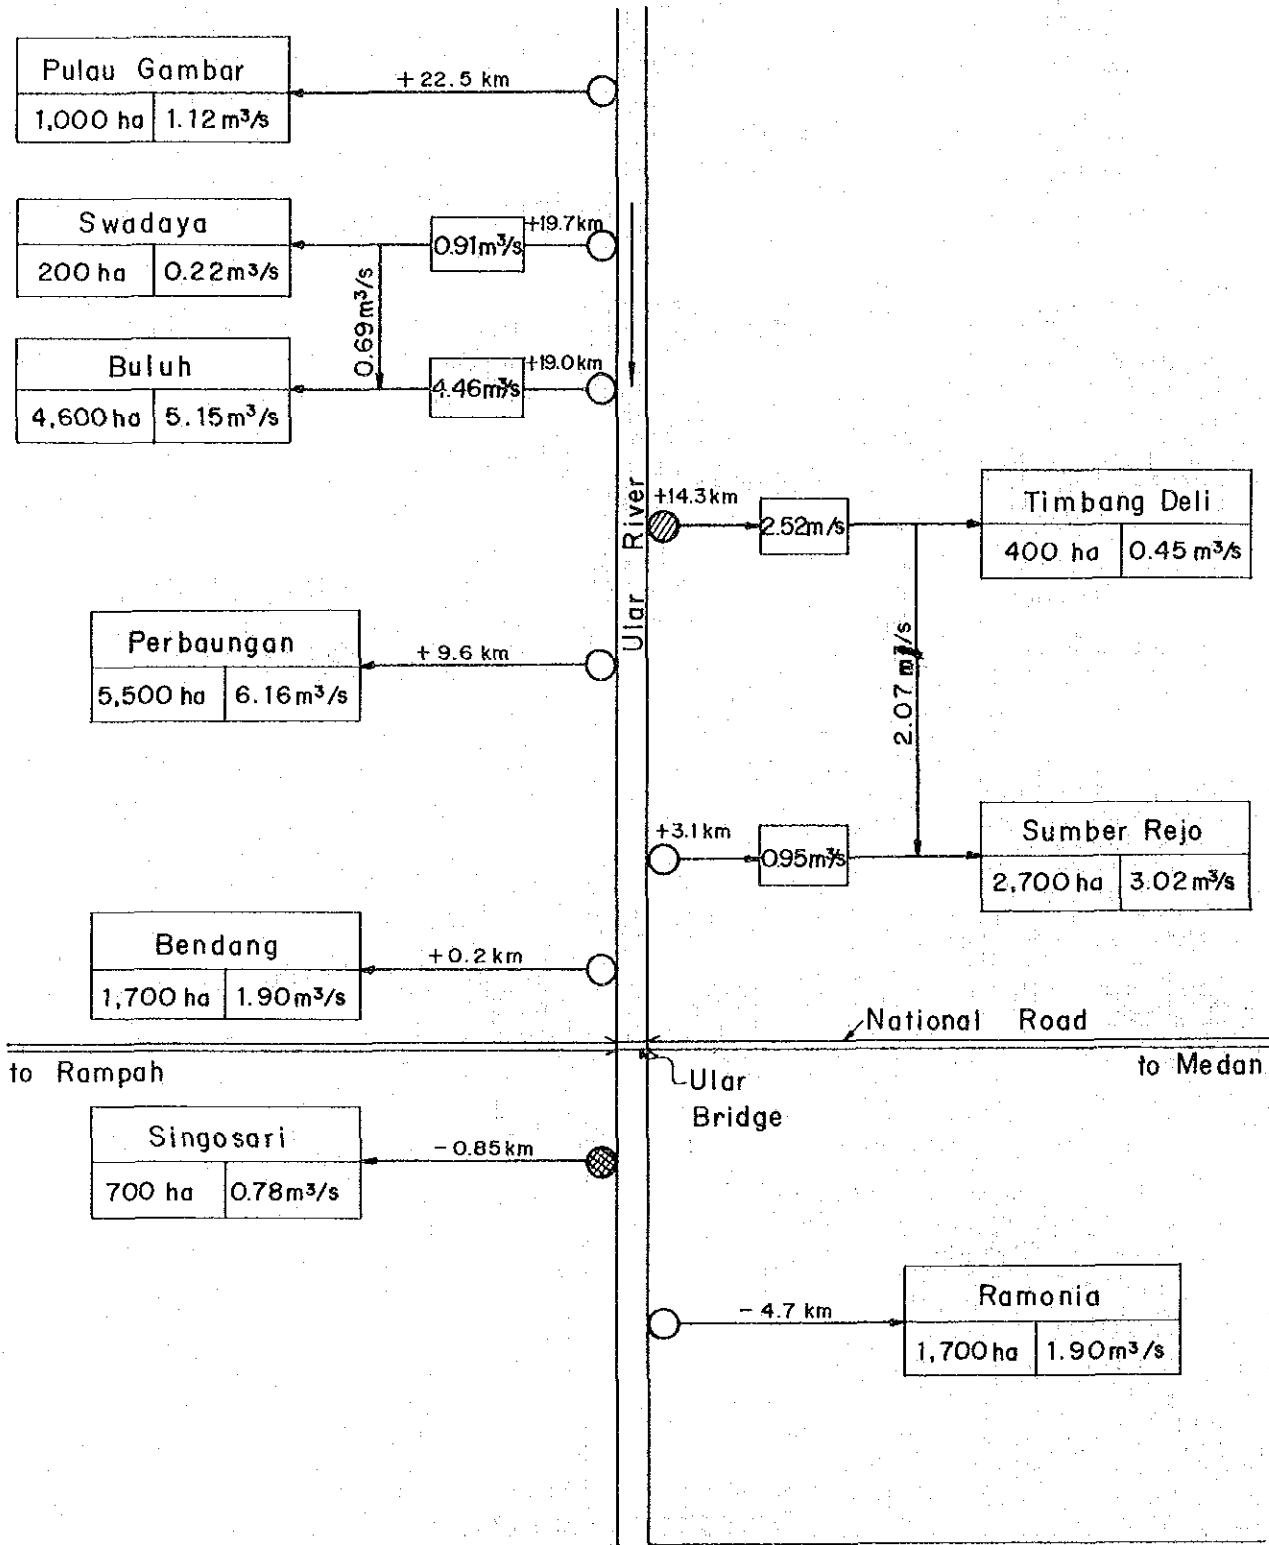 Pulau Gambar
1,000 ha 1.12 m³/s
+22.5 km
Swadaya
200 ha 0.22 m³/s
0.91 m³/s
+19.7 km
0.69 m³/s
Buluh
4,600 ha 5.15 m³/s
4.46 m³/s
+19.0 km
Ular River
+14.3 km
2.52 m/s
Timbang Deli
400 ha 0.45 m³/s
2.07 m³/s
Perbaungan
5,500 ha 6.16 m³/s
+9.6 km
+3.1 km
0.95 m³/s
Sumber Rejo
2,700 ha 3.02 m³/s
Bendang
1,700 ha 1.90 m³/s
+0.2 km
National Road
to Rampah
to Medan
Ular
Bridge
Singosari
700 ha 0.78 m³/s
-0.85 km
-4.7 km
Ramonia
1,700 ha 1.90 m³/s